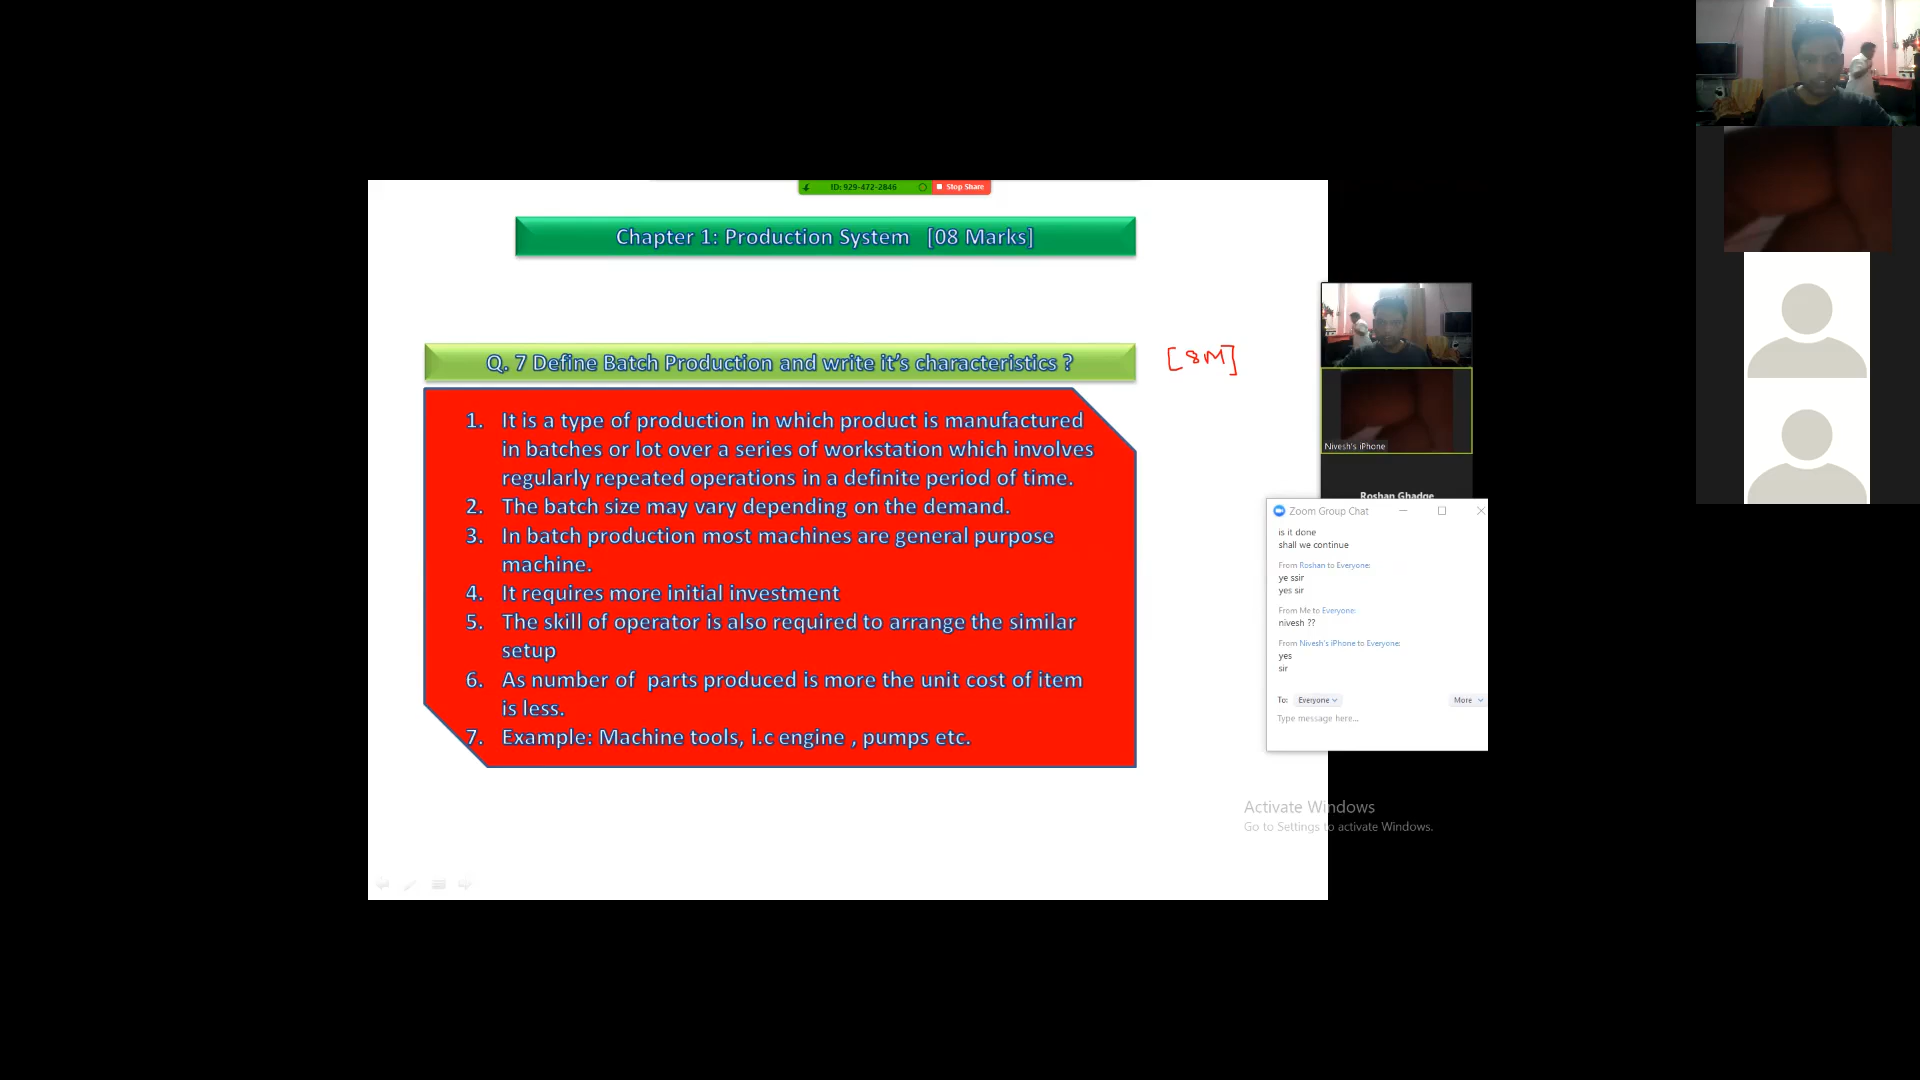 ID: 929-472-2846 Stop Share
Chapter 1: Production System [08 Marks]
Q. 7 Define Batch Production and write it's characteristics ?
[8M]
1. It is a type of production in which product is manufactured
in batches or lot over a series of workstation which involves
regularly repeated operations in a definite period of time.
2. The batch size may vary depending on the demand.
3. In batch production most machines are general purpose
machine.
4. It requires more initial investment
5. The skill of operator is also required to arrange the similar
setup
6. As number of parts produced is more the unit cost of item
is less.
7. Example: Machine tools, i.c engine , pumps etc.
Nivesh's iPhone
Roshan Ghadge
Zoom Group Chat
is it done
shall we continue
From Roshan to Everyone:
ye ssir
yes sir
From Me to Everyone:
nivesh ??
From Nivesh's iPhone to Everyone:
yes
sir
To: Everyone More
Type message here...
Activate Windows
Go to Settings to activate Windows.